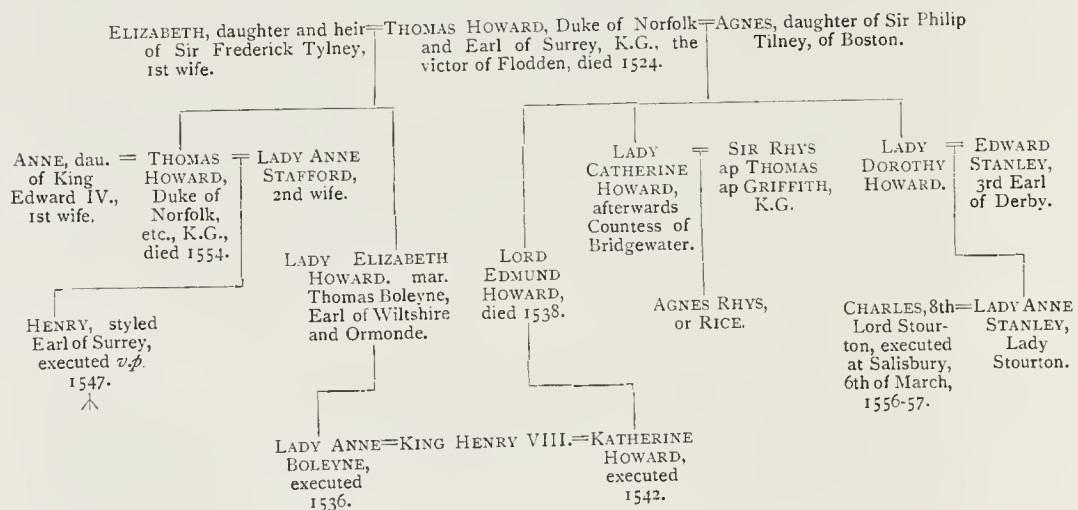 ELIZABETH, daughter and heir
of Sir Frederick Tylney,
1st wife.
=THOMAS HOWARD, Duke of Norfolk=
and Earl of Surrey, K.G., the
victor of Flodden, died 1524.
AGNES, daughter of Sir Philip
Tilney, of Boston.
ANNE, dau.
of King
Edward IV.,
1st wife.
= THOMAS =
HOWARD,
Duke of
Norfolk,
etc., K.G.,
died 1554.
LADY ANNE
STAFFORD,
2nd wife.
LADY
CATHERINE
HOWARD,
afterwards
Countess of
Bridgewater.
= SIR RHYS
ap THOMAS
ap GRIFFITH,
K.G.
LADY =
DOROTHY
HOWARD.
EDWARD
STANLEY,
3rd Earl
of Derby.
HENRY, styled
Earl of Surrey,
executed v.p.
1547.
LADY ELIZABETH
HOWARD. mar.
Thomas Boleyne,
Earl of Wiltshire
and Ormonde.
LORD
EDMUND
HOWARD,
died 1538.
AGNES RHYS,
or RICE.
CHARLES, 8th=
Lord Stour-
ton, executed
at Salisbury,
6th of March,
1556-57.
LADY ANNE
STANLEY,
Lady
Stourton.
LADY ANNE=KING HENRY VIII.=KATHERINE
BOLEYNE,
executed
1536.
HOWARD,
executed
1542.